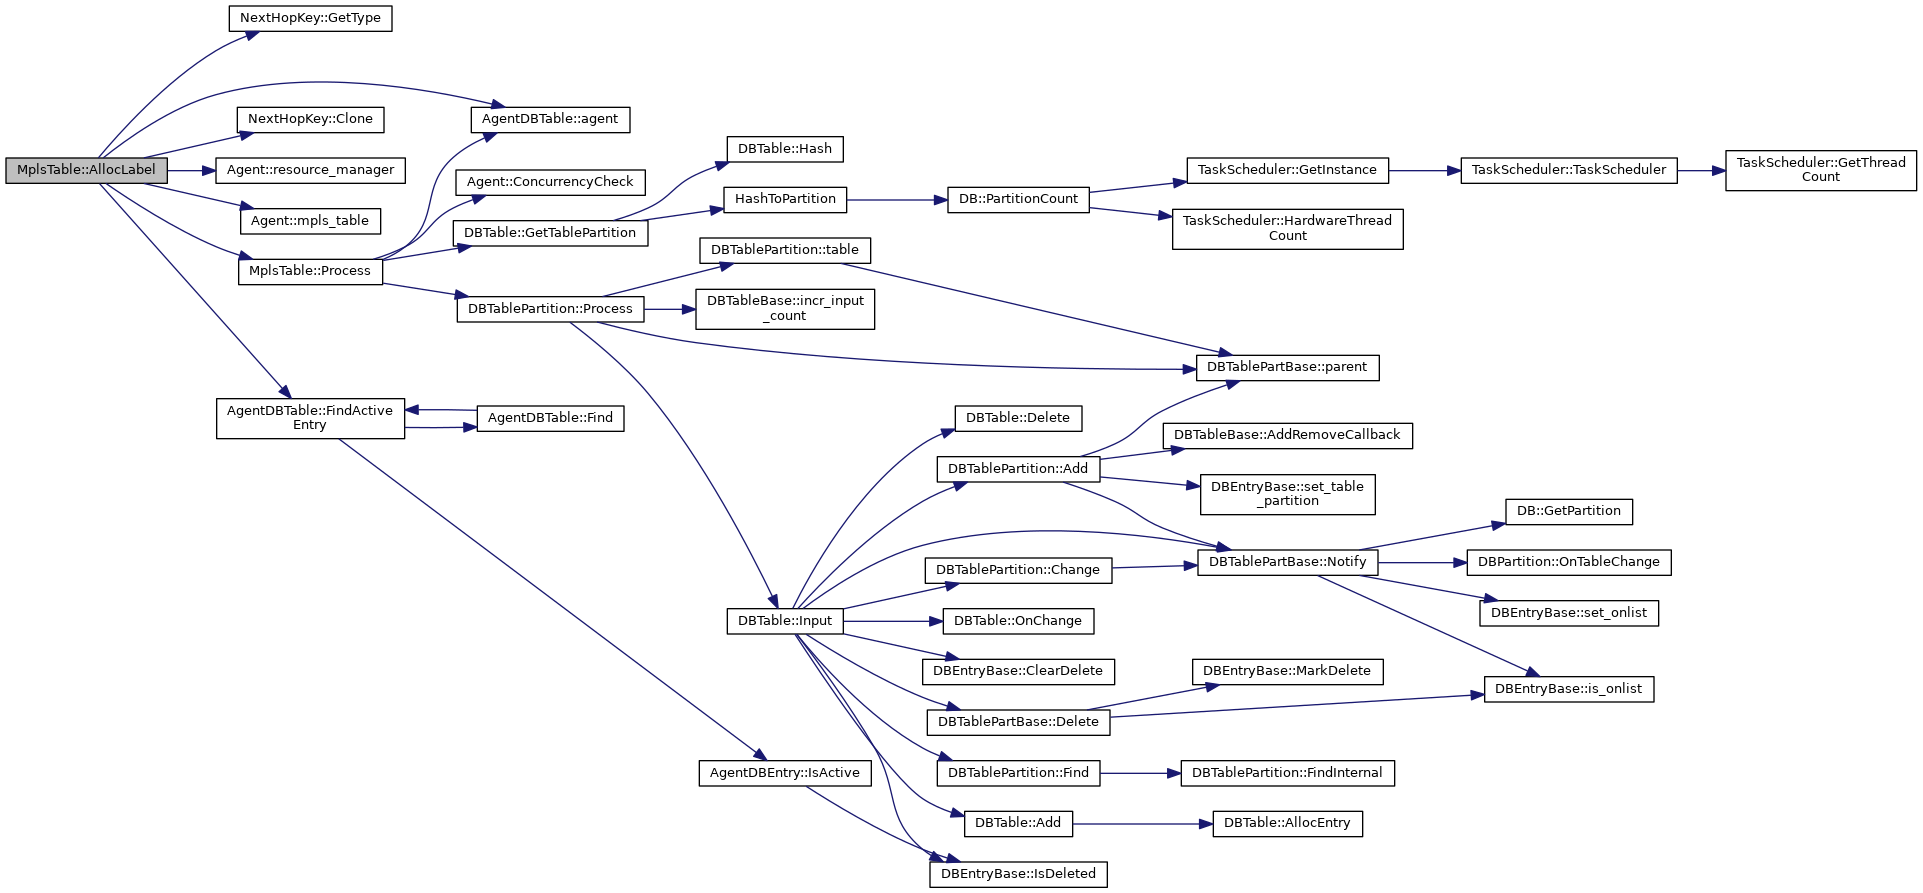 NextHopKey::GetType
AgentDBTable::agent
NextHopKey::Clone
DBTable::Hash
MplsTable::AllocLabel
Agent::resource_manager
Agent::ConcurrencyCheck
TaskScheduler::GetInstance
TaskScheduler::TaskScheduler
TaskScheduler::GetThread
Count
HashToPartition
DB::PartitionCount
Agent::mpls_table
DBTable::GetTablePartition
TaskScheduler::HardwareThread
Count
DBTablePartition::table
MplsTable::Process
DBTablePartition::Process
DBTableBase::incr_input
_count
DBTablePartBase::parent
AgentDBTable::FindActive
Entry
AgentDBTable::Find
DBTable::Delete
DBTableBase::AddRemoveCallback
DBTablePartition::Add
DBEntryBase::set_table
_partition
DB::GetPartition
DBTablePartition::Change
DBTablePartBase::Notify
DBPartition::OnTableChange
DBTable::Input
DBTable::OnChange
DBEntryBase::set_onlist
DBEntryBase::ClearDelete
DBEntryBase::MarkDelete
DBEntryBase::is_onlist
DBTablePartBase::Delete
AgentDBEntry::IsActive
DBTablePartition::Find
DBTablePartition::FindInternal
DBTable::Add
DBTable::AllocEntry
DBEntryBase::IsDeleted